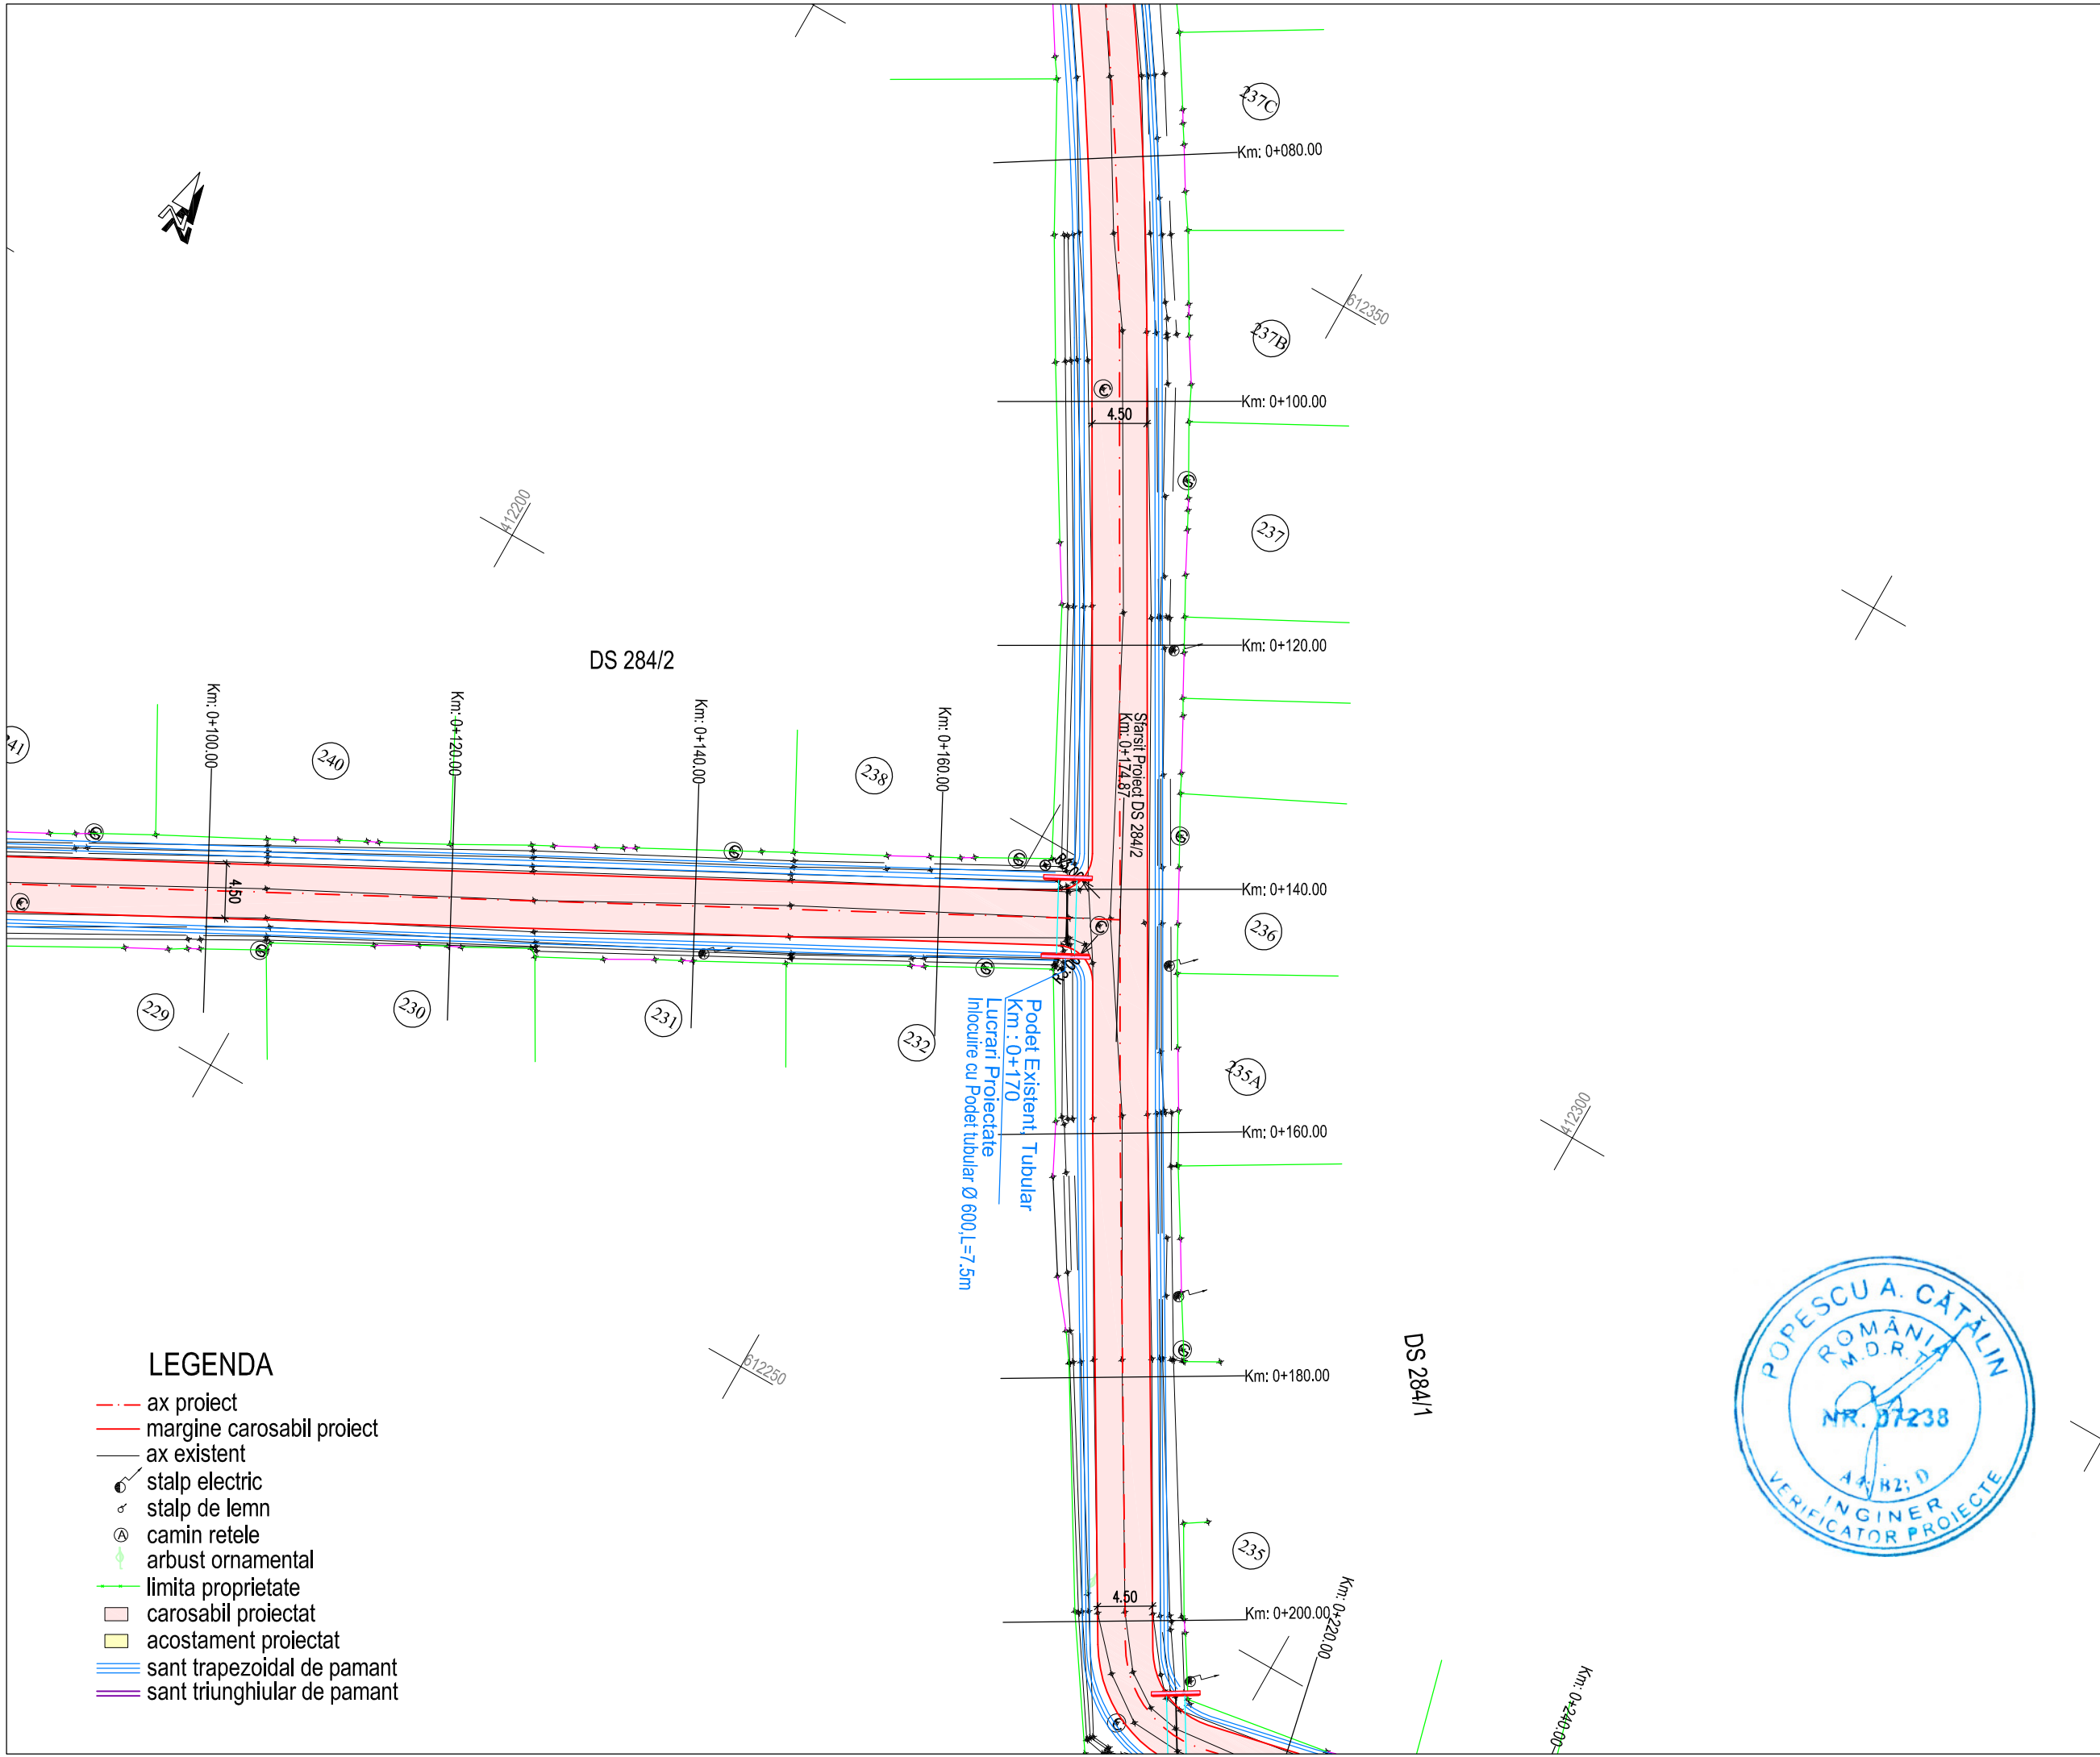 237C
Km: 0+080.00
612350
237B
Km: 0+100.00
4.50
412200
237
Km: 0+120.00
DS 284/2
Km: 0+100.00
Km: 0+120.00
Km: 0+140.00
Km: 0+160.00
Sfarsit Proiect DS 284/2
Km: 0+174.87
241
240
238
4.50
Km: 0+140.00
236
229
230
231
232
Podet Existent, Tubular
Km : 0+170
Lucrari Proiectate
Inlocuire cu Podet tubular Ø 600,L=7.5m
235A
Km: 0+160.00
412300
612250
Km: 0+180.00
DS 284/1
235
4.50
Km: 0+200.00
Km: 0+220.00
Km: 0+240.00
LEGENDA
ax proiect
margine carosabil proiect
ax existent
stalp electric
stalp de lemn
A camin retele
arbust ornamental
limita proprietate
carosabil proiectat
acostament proiectat
sant trapezoidal de pamant
sant triunghiular de pamant
POPESCU A. CĂTĂLIN
ROMÂNIA
M.D.R.T.
NR. 07238
A4; B2; D
INGINER
VERIFICATOR PROIECTE